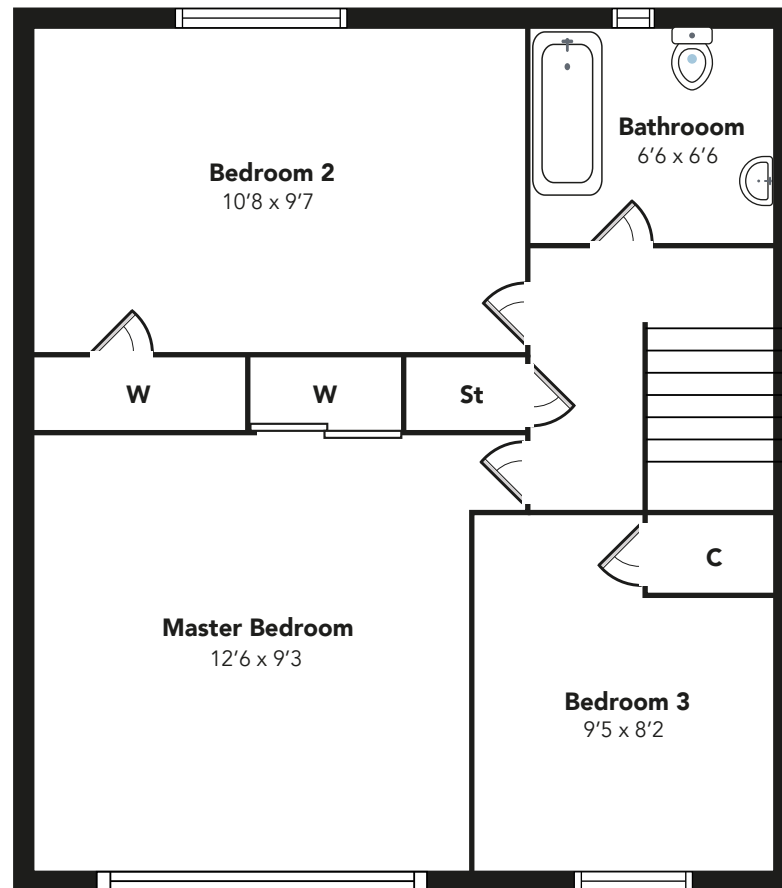 Bedroom 2
10'8 x 9'7
Bathrooom
6'6 x 6'6
W
W
St
C
Master Bedroom
12'6 x 9'3
Bedroom 3
9'5 x 8'2